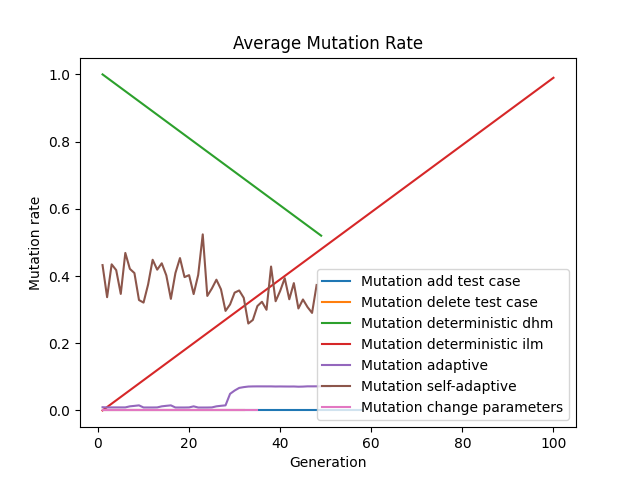 Average Mutation Rate
1.0
0.8
0.6
0.4
0.2
0.0
Mutation rate
Mutation add test case
Mutation delete test case
Mutation deterministic dhm
Mutation deterministic ilm
Mutation adaptive
Mutation self-adaptive
Mutation change parameters
0 20 40 60 80 100
Generation